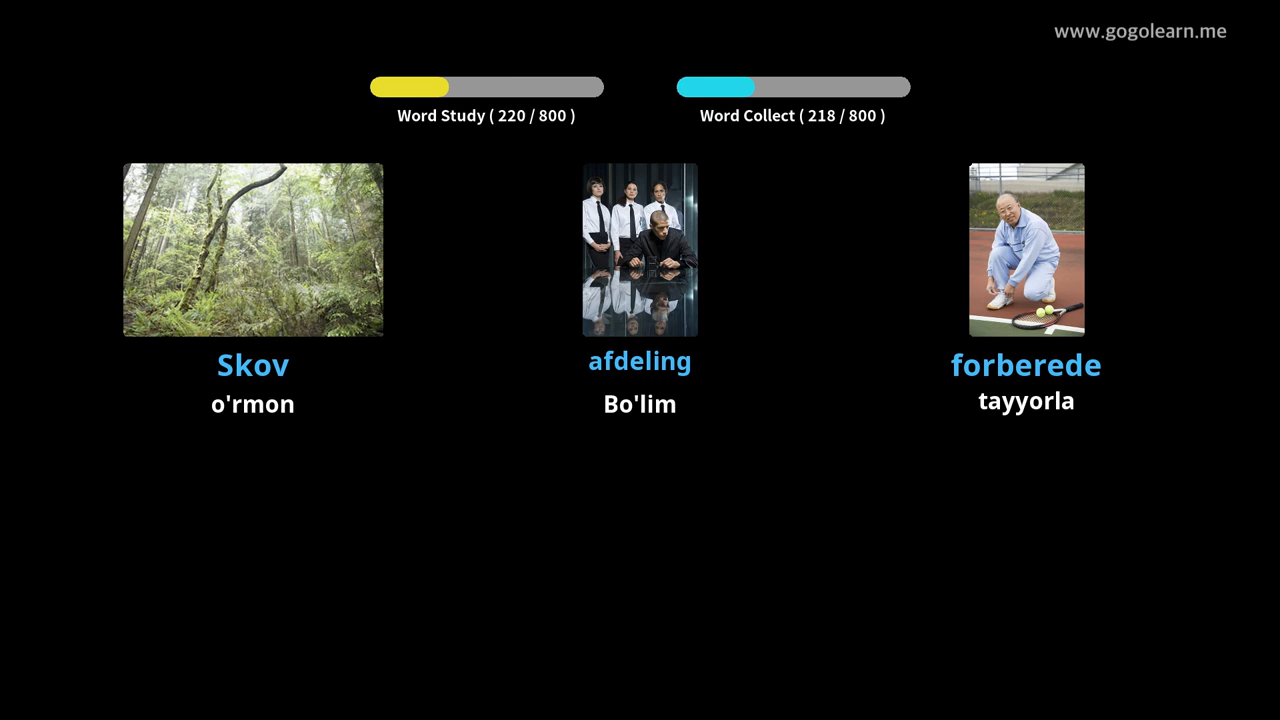 www.gogolearn.me
Word Study ( 220 / 800 )
Word Collect ( 218 / 800 )
Skov
afdeling
forberede
o'rmon
Bo'lim
tayyorla